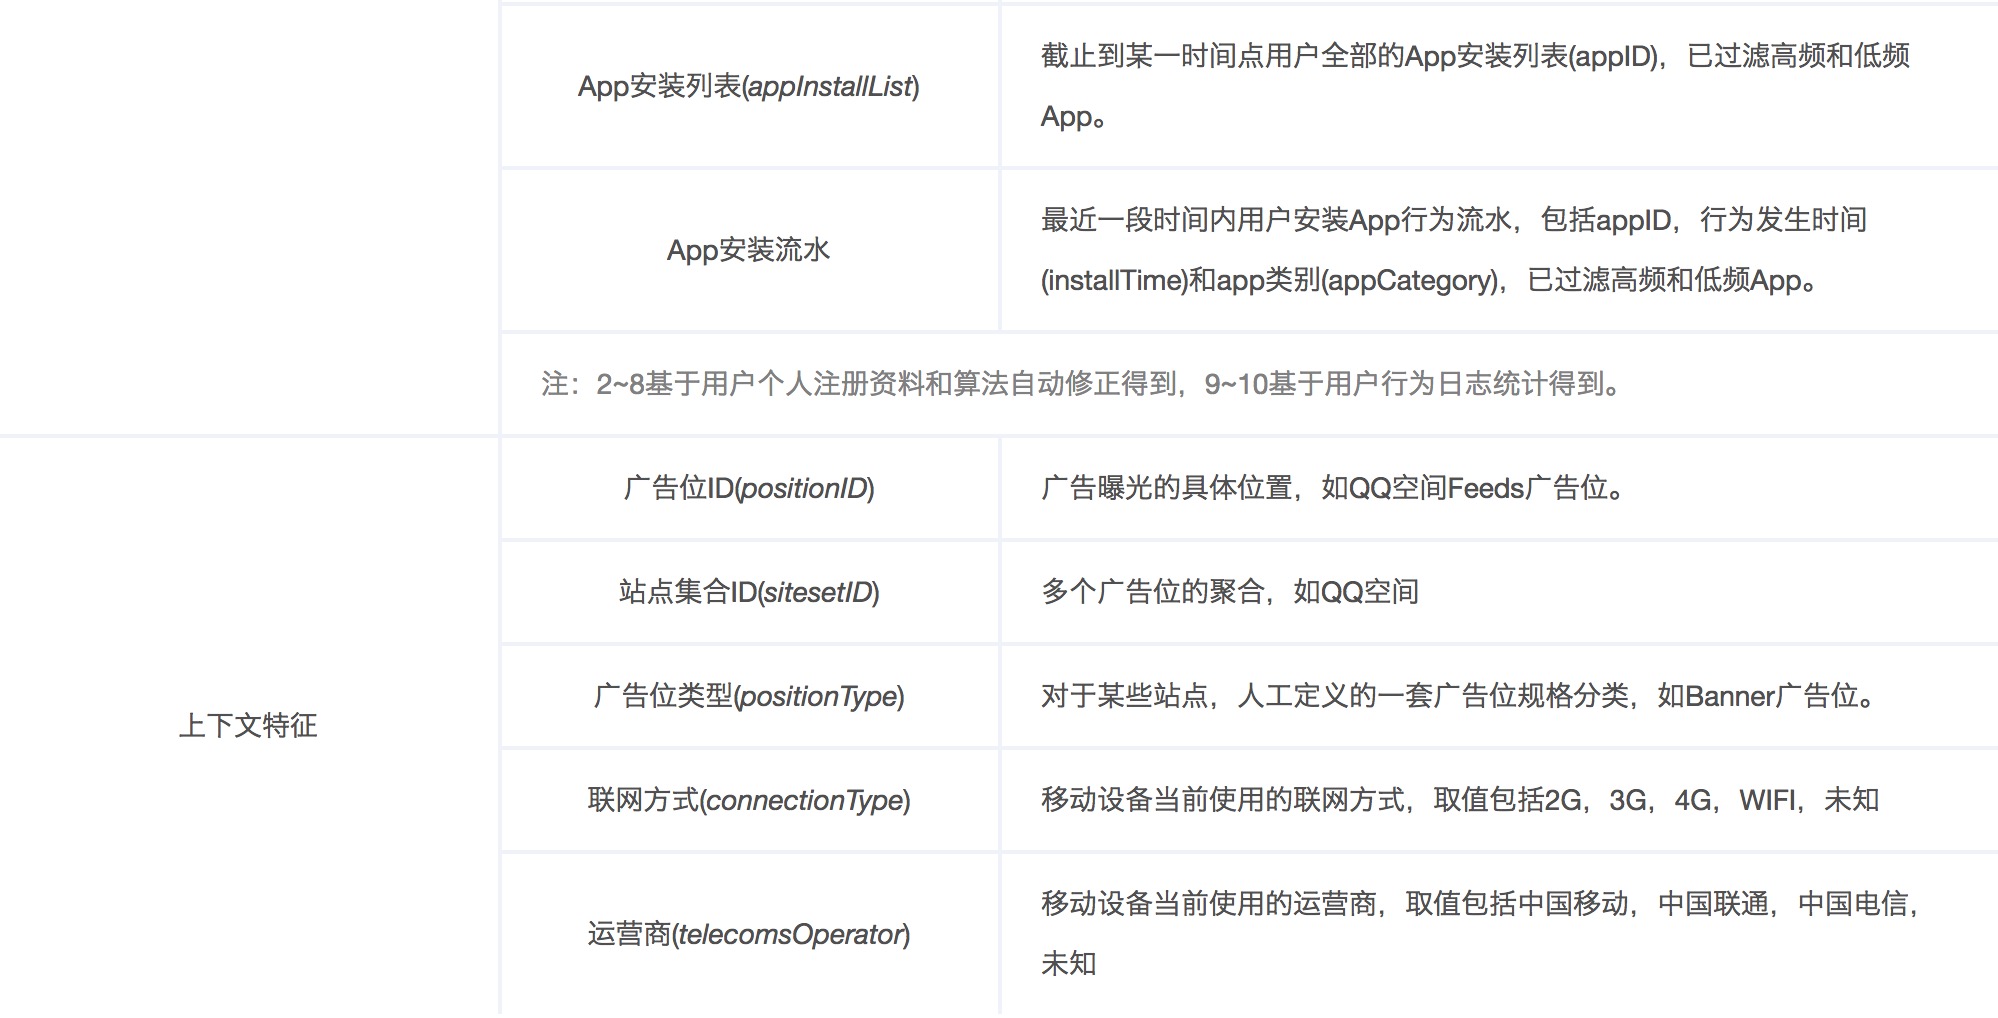 App安装列表(appInstallList)
截止到某一时间点用户全部的App安装列表(appID)，已过滤高频和低频
App。
App安装流水
最近一段时间内用户安装App行为流水，包括appID，行为发生时间
(installTime)和app类别(appCategory)，已过滤高频和低频App。
注：2~8基于用户个人注册资料和算法自动修正得到，9~10基于用户行为日志统计得到。
上下文特征
广告位ID(positionID)
广告曝光的具体位置，如QQ空间Feeds广告位。
站点集合ID(sitesetID)
多个广告位的聚合，如QQ空间
广告位类型(positionType)
对于某些站点，人工定义的一套广告位规格分类，如Banner广告位。
联网方式(connectionType)
移动设备当前使用的联网方式，取值包括2G，3G，4G，WIFI，未知
运营商(telecomsOperator)
移动设备当前使用的运营商，取值包括中国移动，中国联通，中国电信，
未知